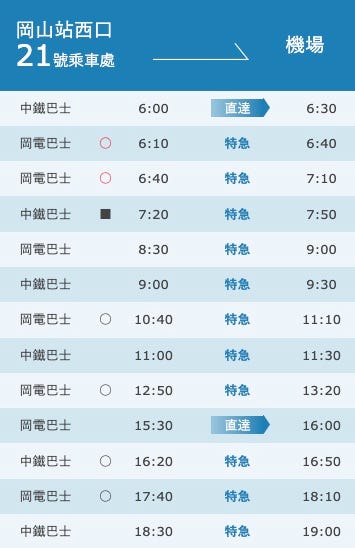 岡山站西口
21號乘車處
機場
中鐵巴士 6:00 直達 6:30
岡電巴士 ○ 6:10 特急 6:40
岡電巴士 ○ 6:40 特急 7:10
中鐵巴士 ■ 7:20 特急 7:50
岡電巴士 8:30 特急 9:00
中鐵巴士 9:00 特急 9:30
岡電巴士 ○ 10:40 特急 11:10
中鐵巴士 11:00 特急 11:30
岡電巴士 ○ 12:50 特急 13:20
岡電巴士 15:30 直達 16:00
中鐵巴士 ○ 16:20 特急 16:50
岡電巴士 ○ 17:40 特急 18:10
中鐵巴士 18:30 特急 19:00